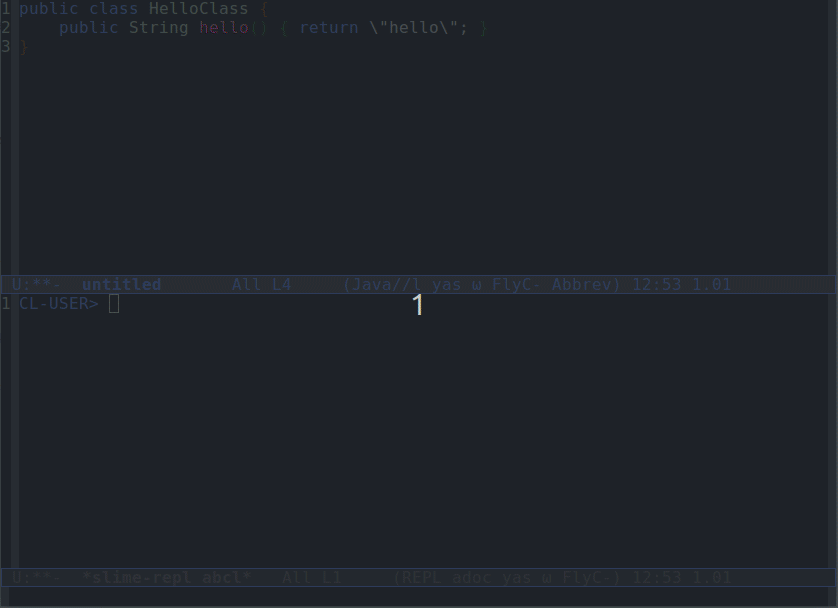 1 public class HelloClass {
2     public String hello() { return \"hello\"; }
3 }
U:**-  untitled       All L4     (Java//l yas ω FlyC- Abbrev) 12:53 1.01
1 CL-USER>
1
U:**-  *slime-repl abcl*   All L1     (REPL adoc yas ω FlyC-) 12:53 1.01